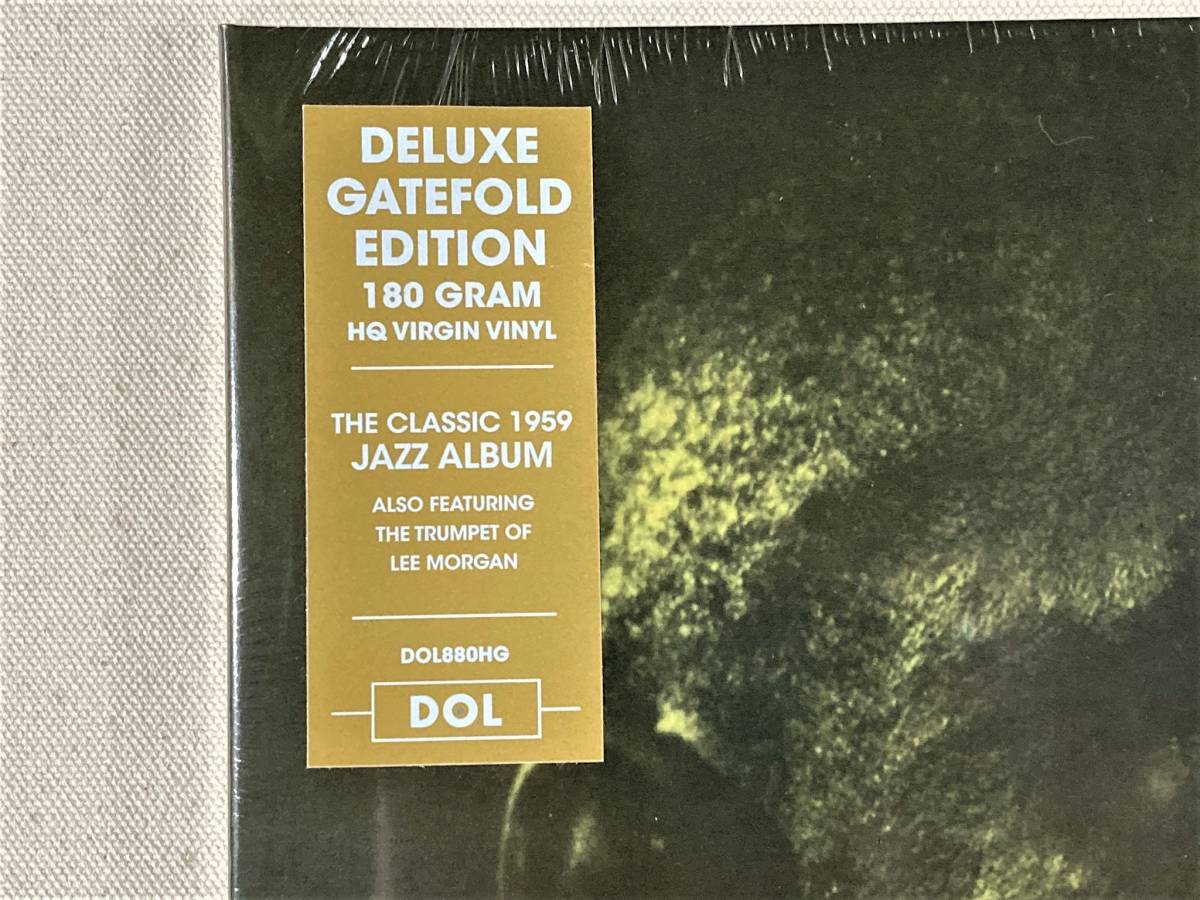 DELUXE
GATEFOLD
EDITION
180 GRAM
HQ VIRGIN VINYL
THE CLASSIC 1959
JAZZ ALBUM
ALSO FEATURING
THE TRUMPET OF
LEE MORGAN
DOL880HG
DOL